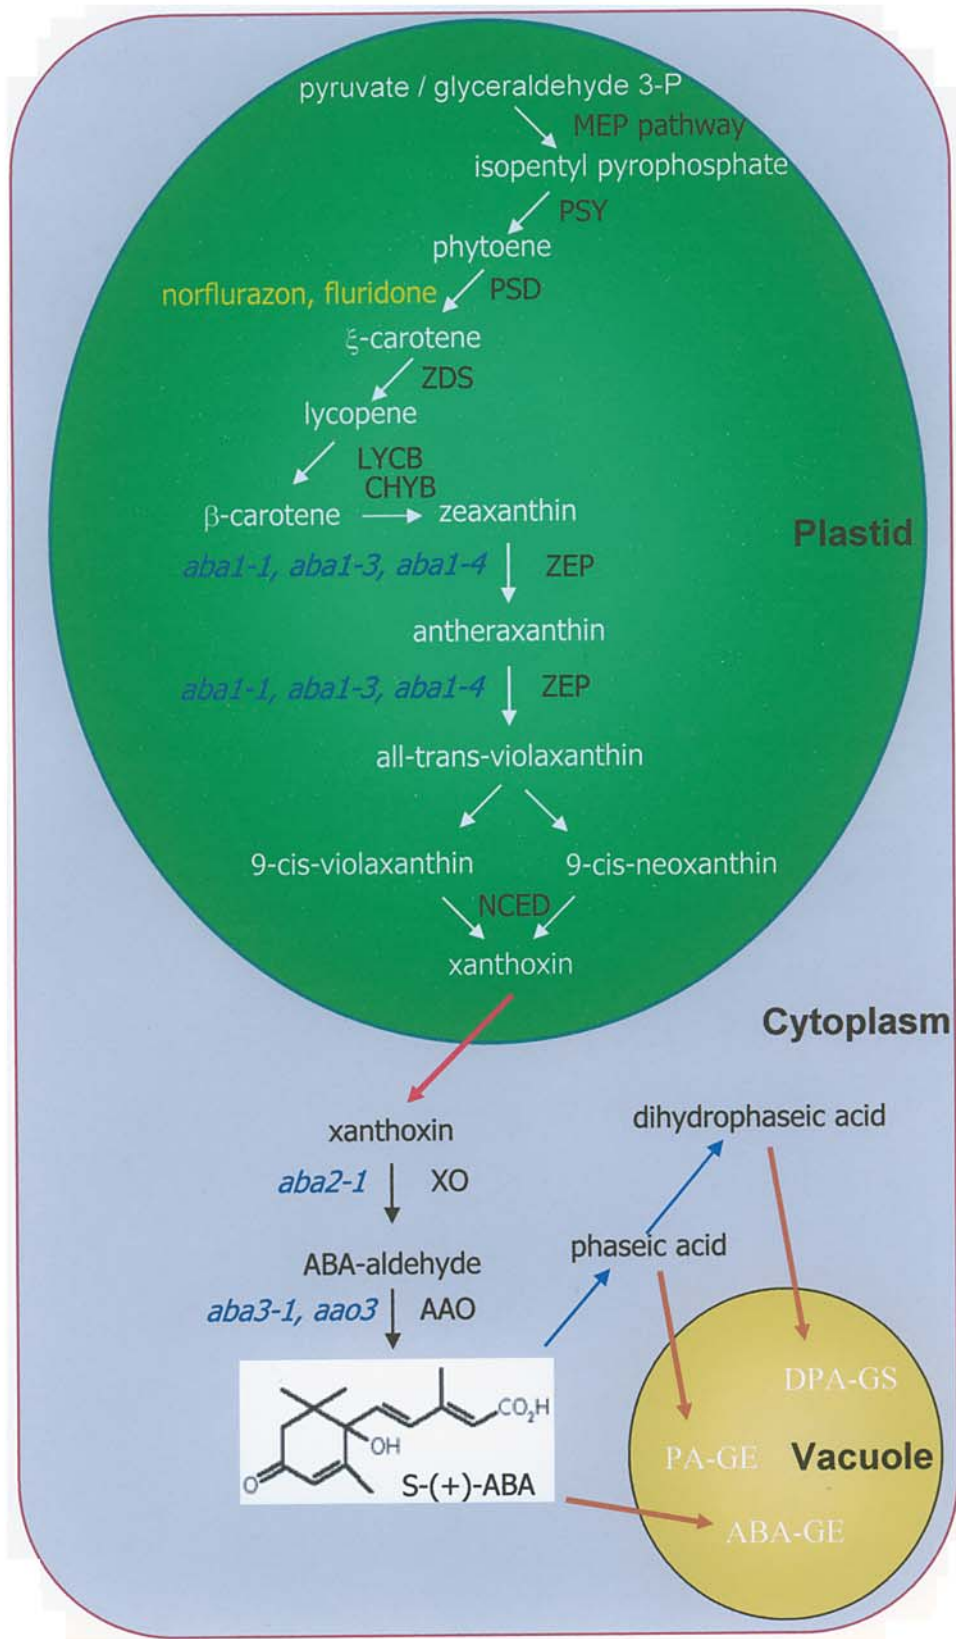 pyruvate / glyceraldehyde 3-P
MEP pathway
isopentyl pyrophosphate
PSY
phytoene
norflurazon, fluridone
PSD
ξ-carotene
ZDS
lycopene
LYCB
CHYB
β-carotene
zeaxanthin
Plastid
aba1-1, aba1-3, aba1-4
ZEP
antheraxanthin
aba1-1, aba1-3, aba1-4
ZEP
all-trans-violaxanthin
9-cis-violaxanthin
9-cis-neoxanthin
NCED
xanthoxin
Cytoplasm
xanthoxin
dihydrophaseic acid
aba2-1
XO
phaseic acid
ABA-aldehyde
aba3-1, aao3
AAO
CO₂H
OH
O
S-(+)-ABA
DPA-GS
PA-GE
Vacuole
ABA-GE